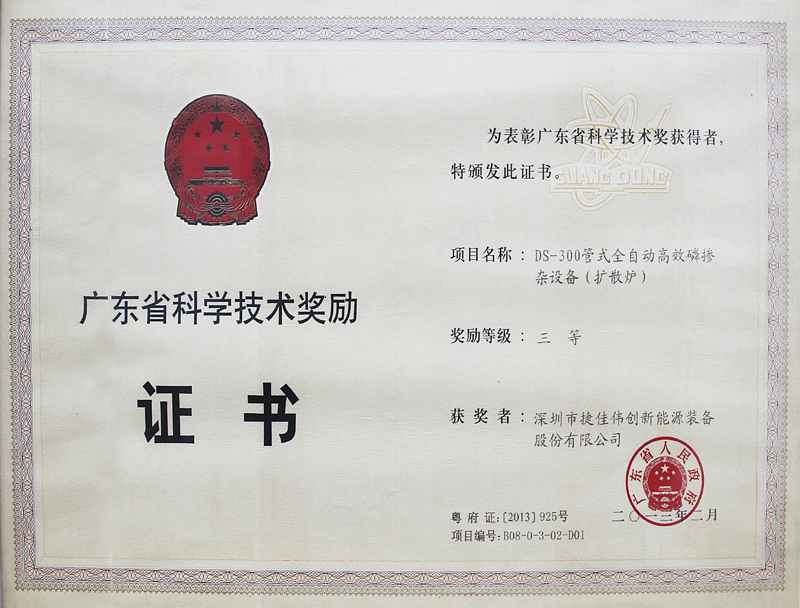 广东省科学技术奖励
证书
GUANG DONG
为表彰广东省科学技术奖获得者,
特颁发此证书。
项目名称：DS-300管式全自动高效磷掺
杂设备(扩散炉)
奖励等级：三 等
获 奖 者：深圳市捷佳伟创新能源装备
股份有限公司
广东省人民政府
粤 府 证:[2013]925号
二〇一三年二月
项目编号:B08-0-3-02-D01